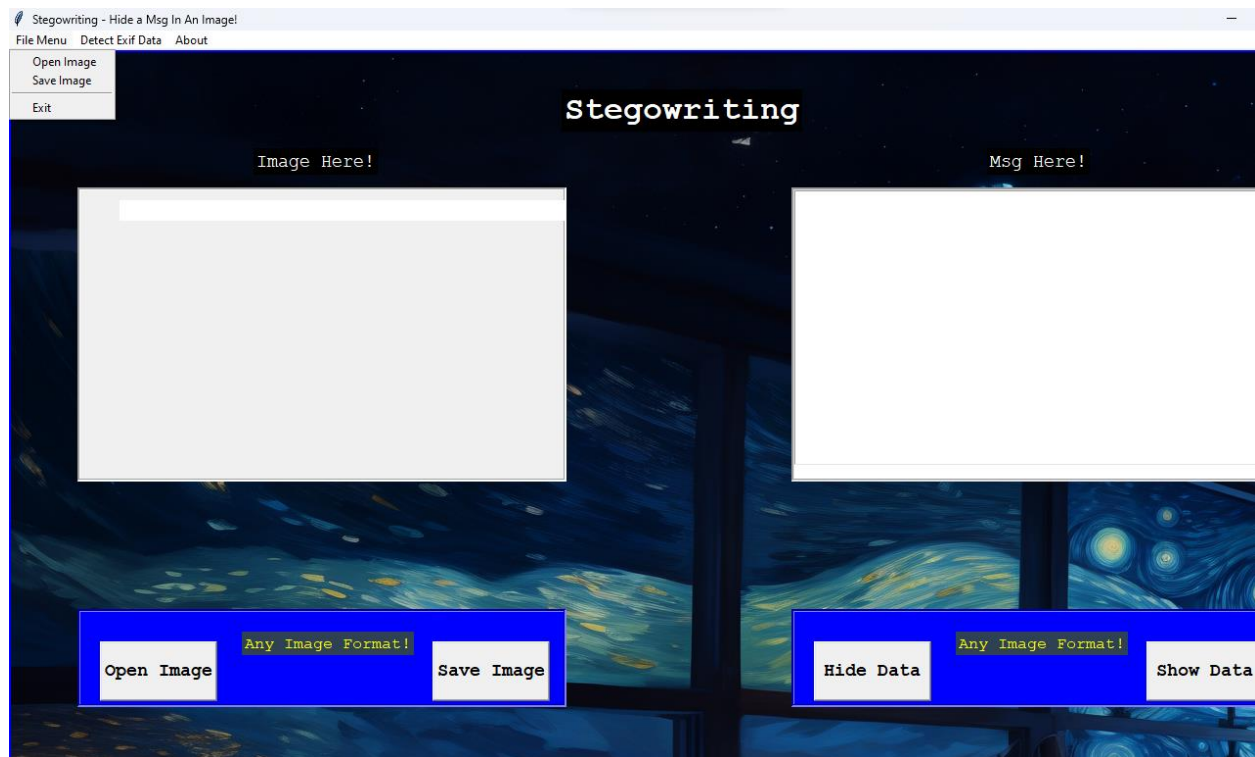 Stegowriting - Hide a Msg In An Image!
File Menu Detect Exif Data About
Open Image
Save Image
Exit
Stegowriting
Image Here!
Msg Here!
Any Image Format!
Open Image
Save Image
Any Image Format!
Hide Data
Show Data